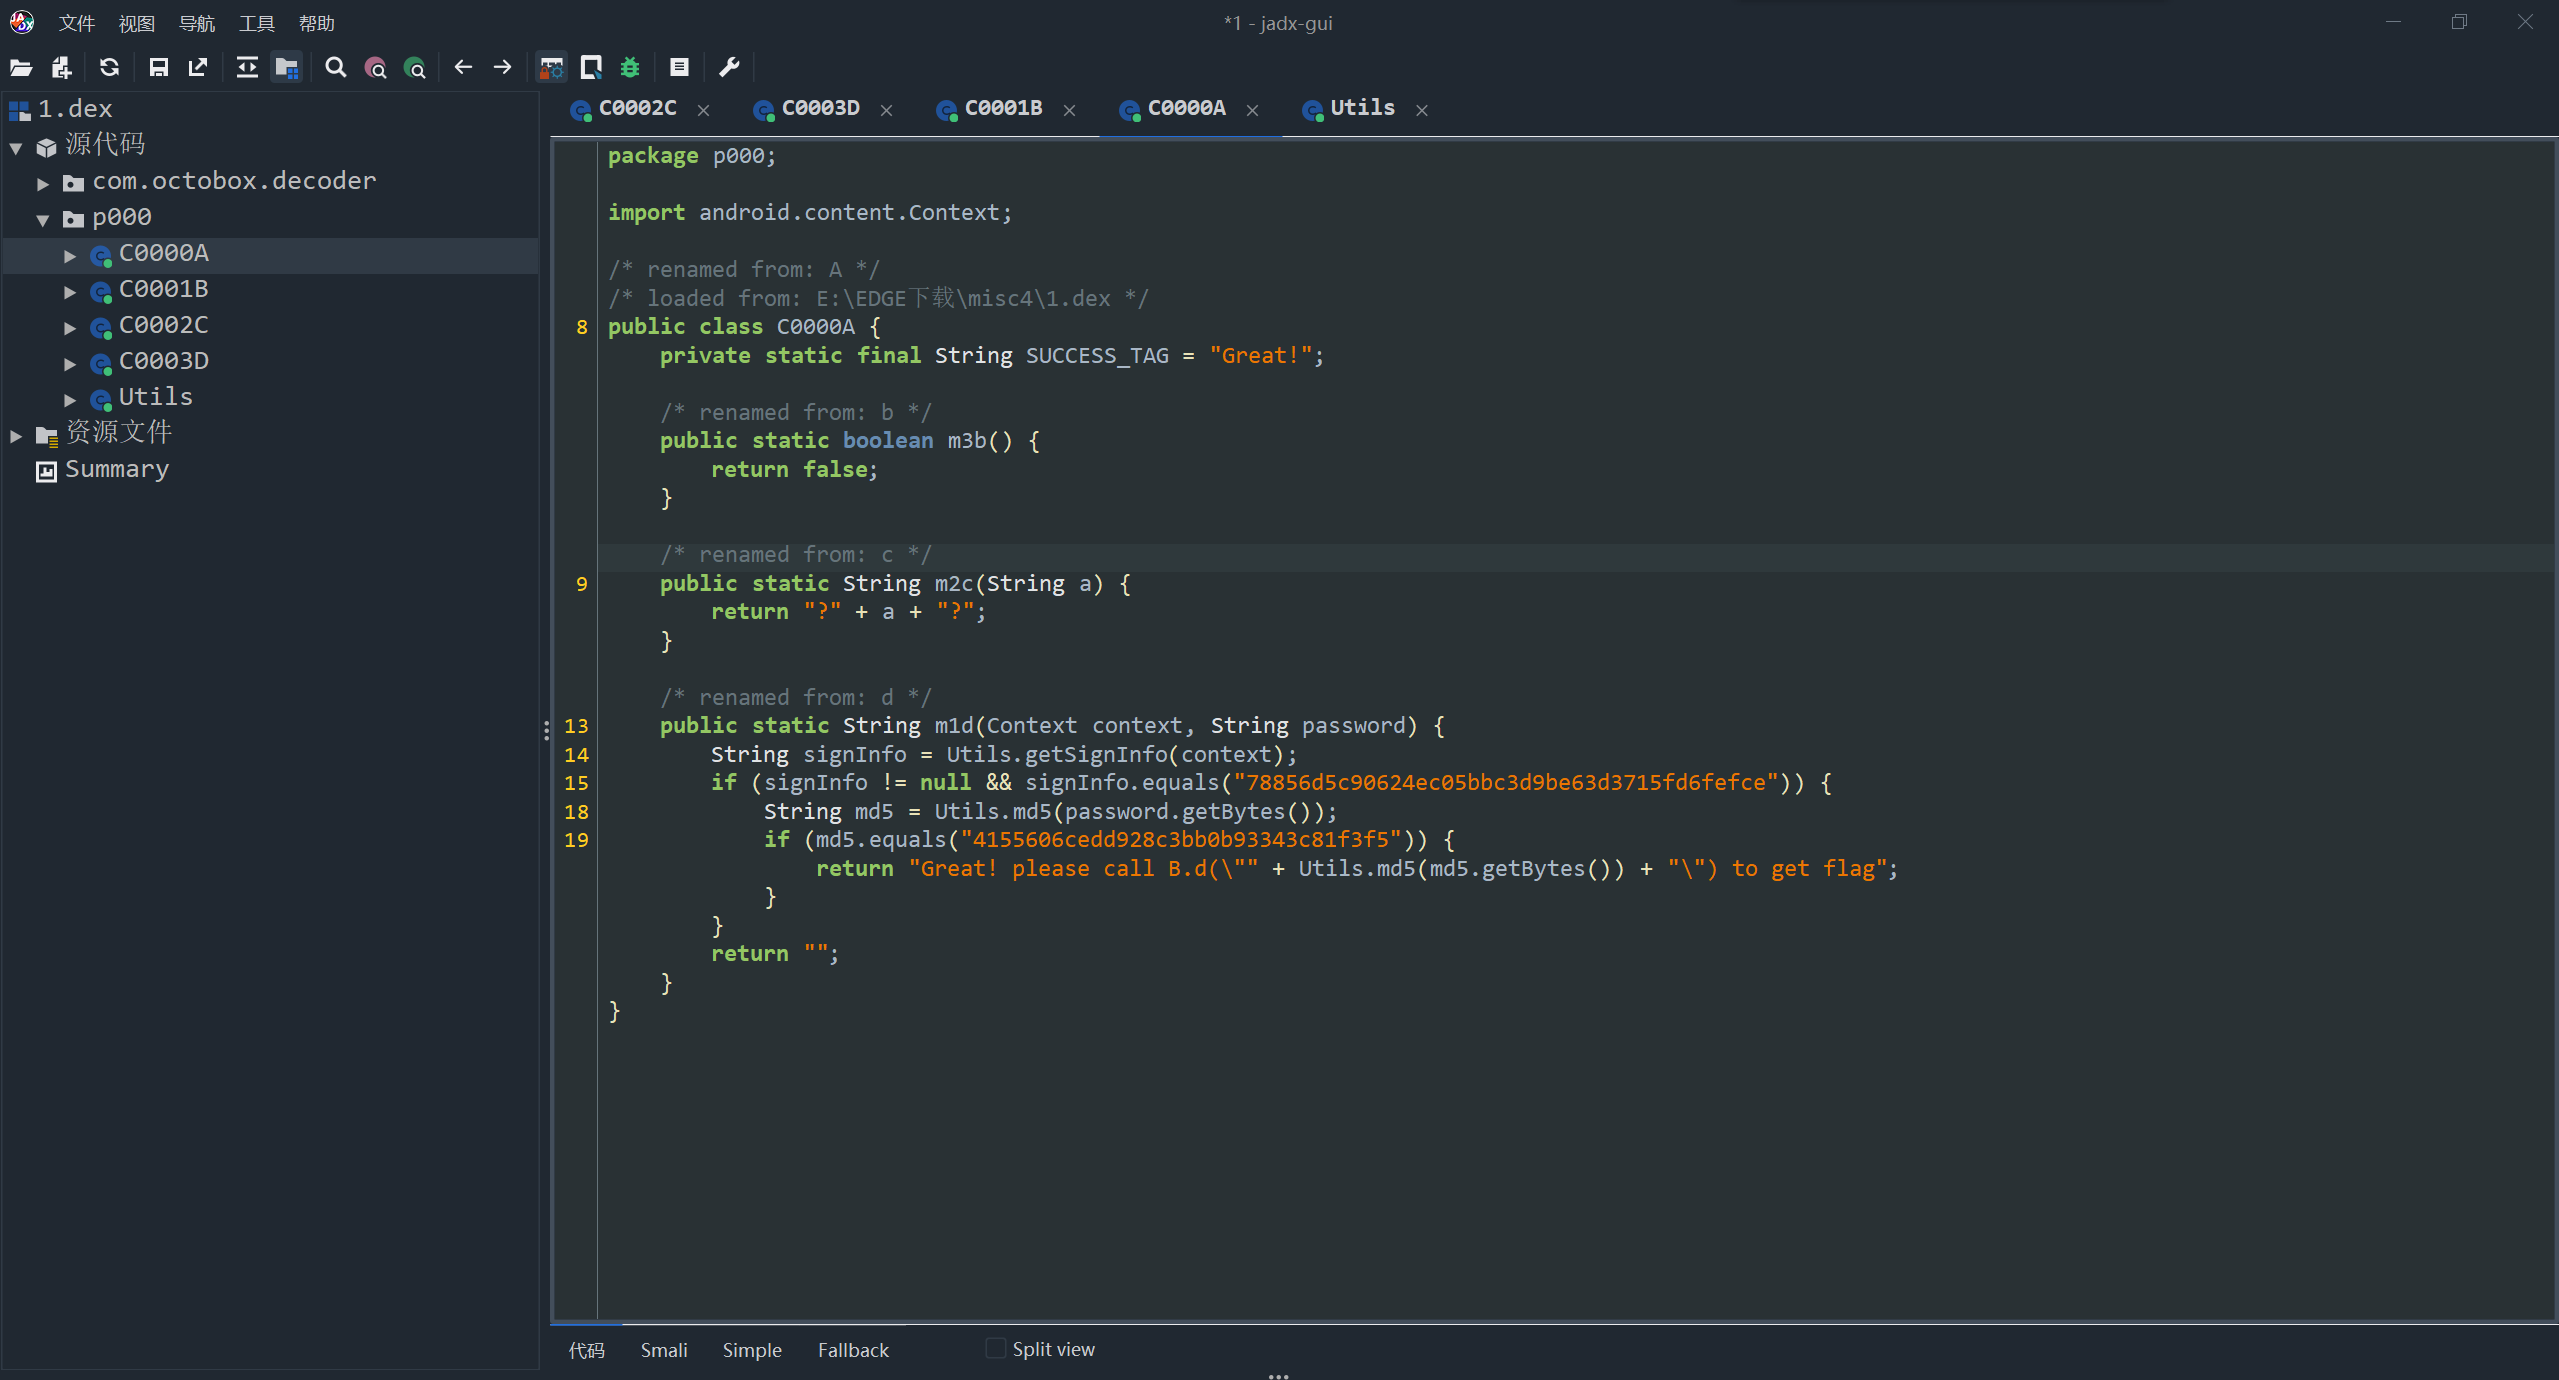 文件 视图 导航 工具 帮助
*1 - jadx-gui
1.dex
源代码
com.octobox.decoder
p000
C0000A
C0001B
C0002C
C0003D
Utils
资源文件
Summary
C0002C
C0003D
C0001B
C0000A
Utils
package p000;
import android.content.Context;
/* renamed from: A */
/* loaded from: E:\EDGE下载\misc4\1.dex */
8 public class C0000A {
private static final String SUCCESS_TAG = "Great!";
/* renamed from: b */
public static boolean m3b() {
return false;
}
/* renamed from: c */
9 public static String m2c(String a) {
return "?" + a + "?";
}
/* renamed from: d */
13 public static String m1d(Context context, String password) {
14 String signInfo = Utils.getSignInfo(context);
15 if (signInfo != null && signInfo.equals("78856d5c90624ec05bbc3d9be63d3715fd6fefce")) {
18 String md5 = Utils.md5(password.getBytes());
19 if (md5.equals("4155606cedd928c3bb0b93343c81f3f5")) {
return "Great! please call B.d(\"" + Utils.md5(md5.getBytes()) + "\") to get flag";
}
}
return "";
}
}
代码 Smali Simple Fallback Split view